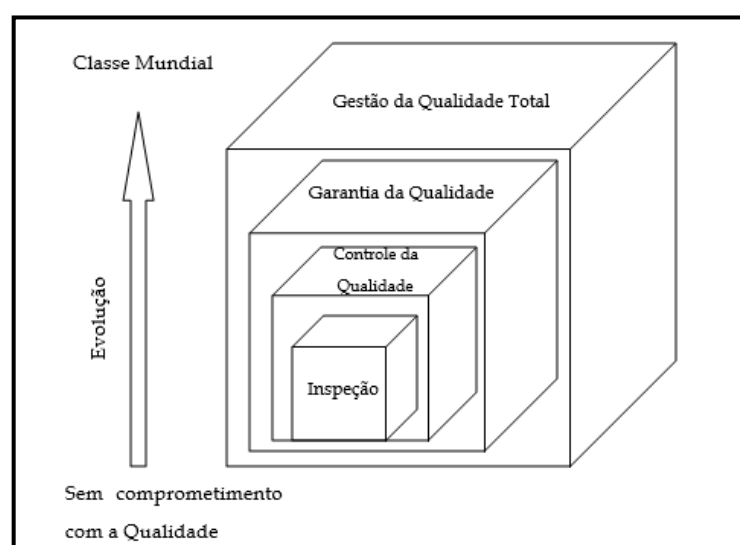 Classe Mundial
Gestão da Qualidade Total
Garantia da Qualidade
Controle da
Qualidade
Inspeção
Evolução
Sem comprometimento
com a Qualidade